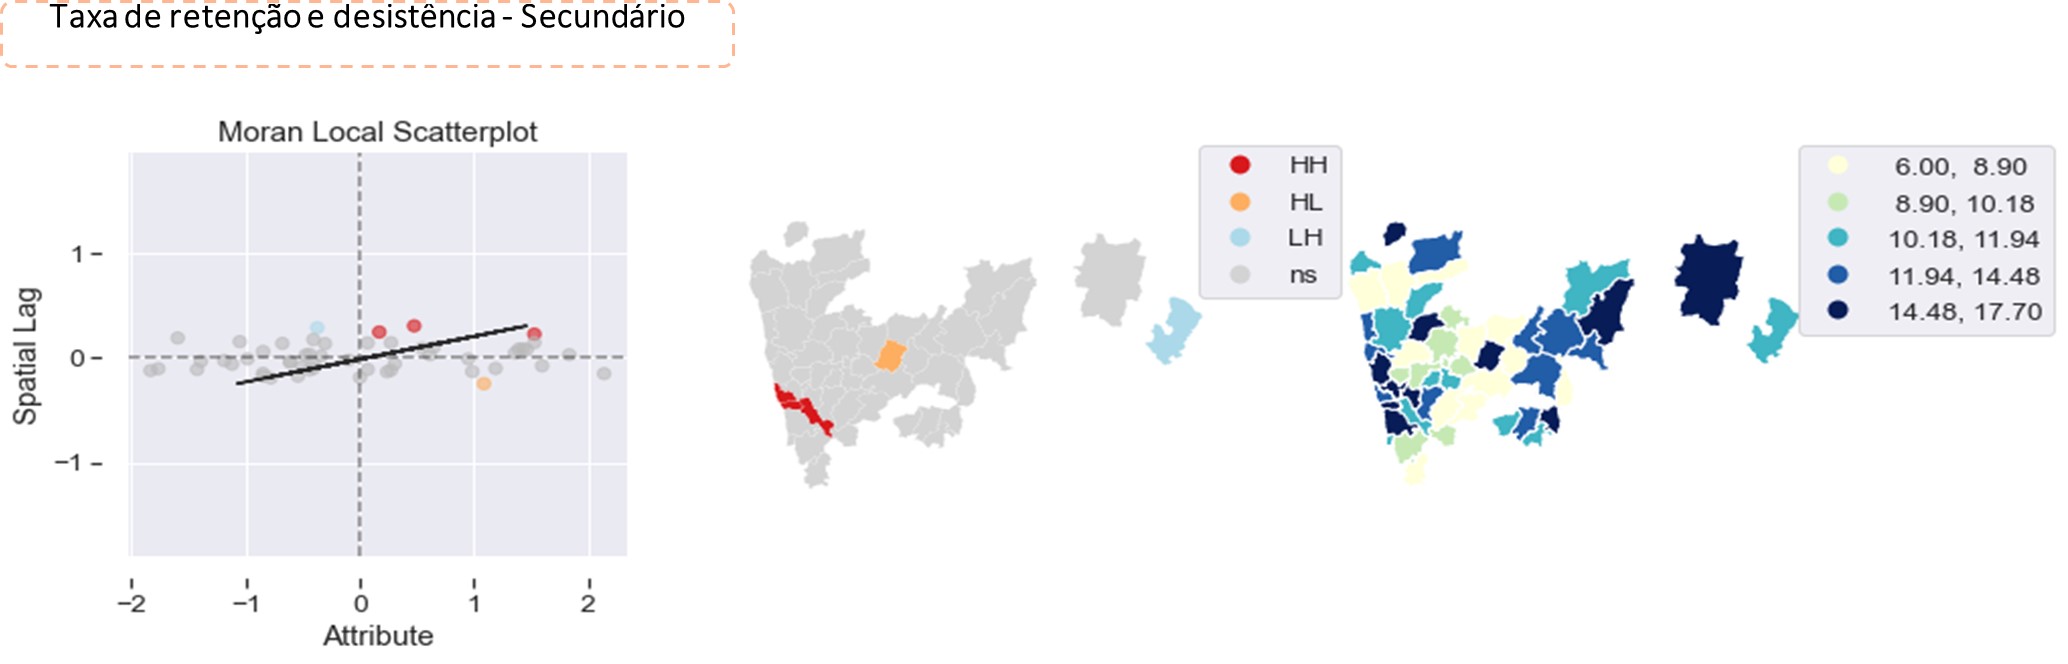 Taxa de retenção e desistência - Secundário
Moran Local Scatterplot
Spatial Lag
1
0
−1
−2
−1
0
1
2
Attribute
HH
HL
LH
ns
6.00, 8.90
8.90, 10.18
10.18, 11.94
11.94, 14.48
14.48, 17.70